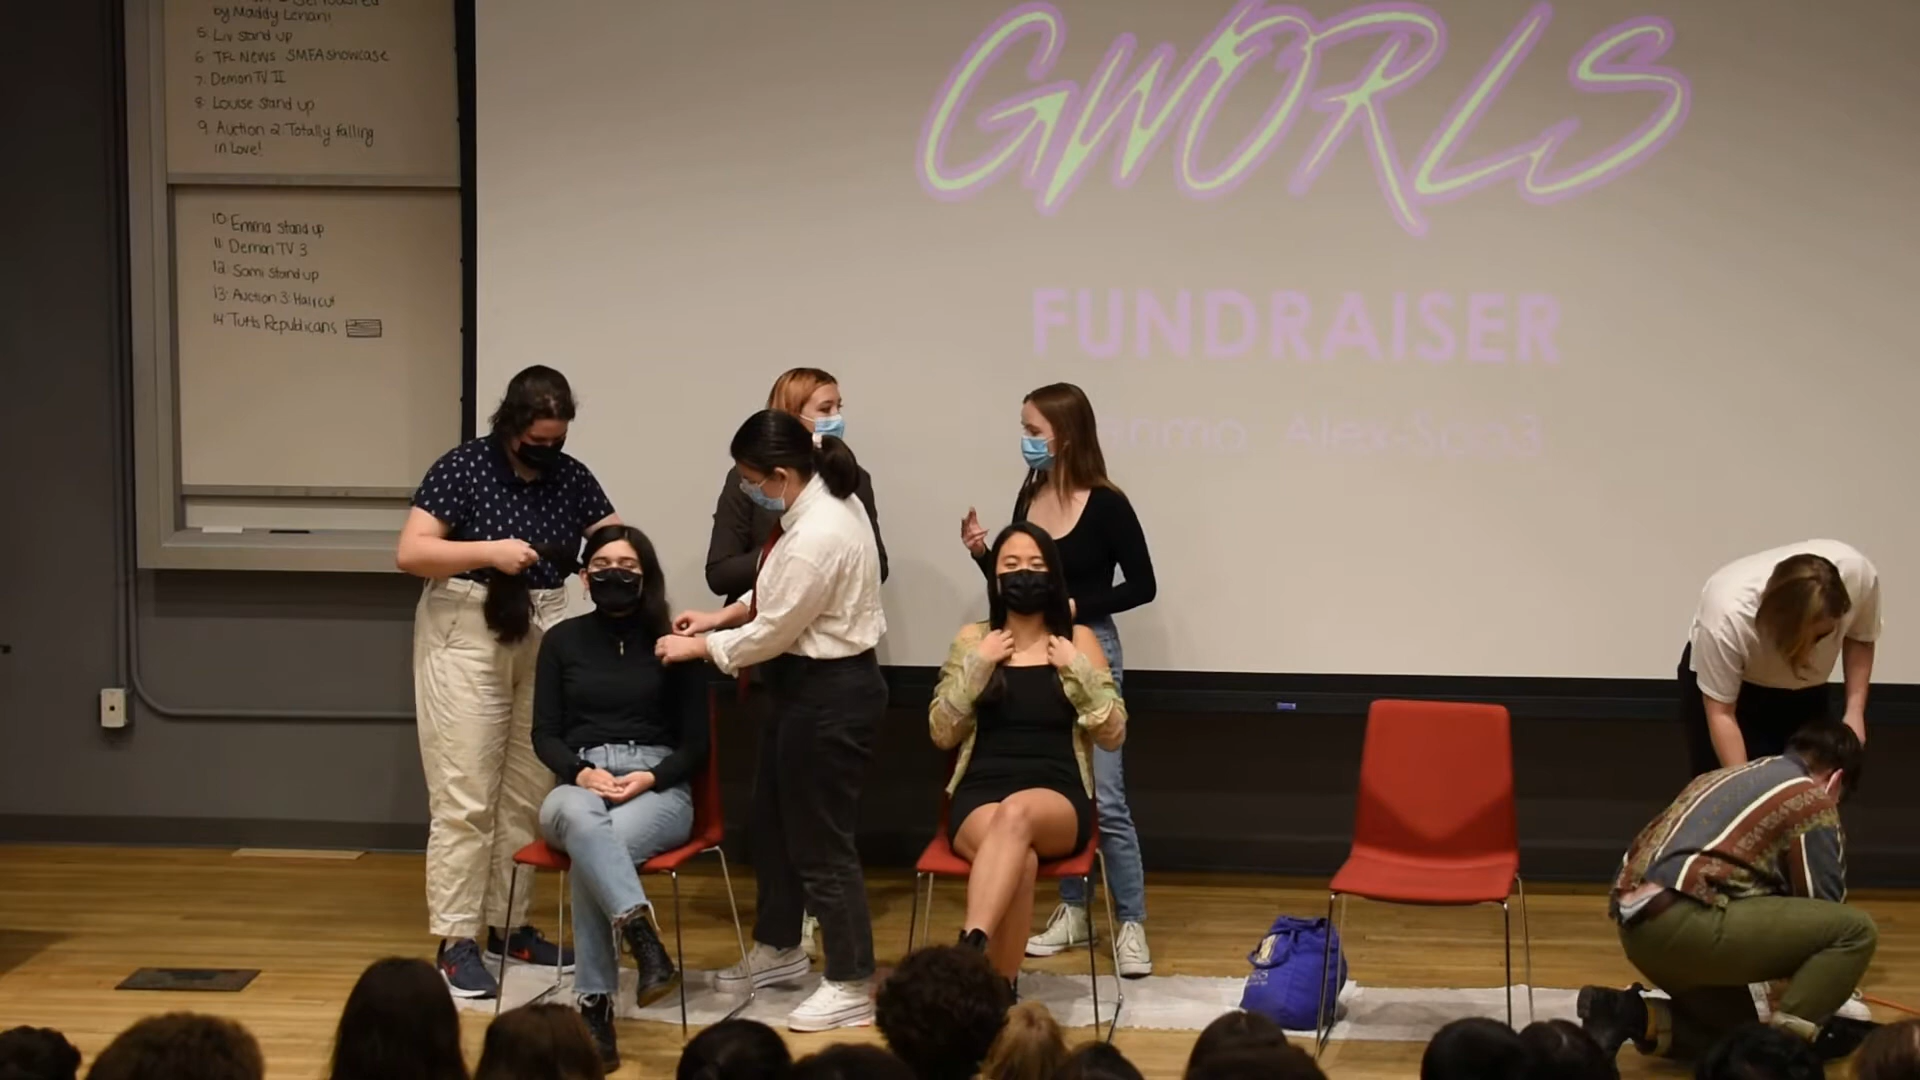 by Maddy Lenan!
5. Liv stand up
6. TFL NEWS SMFA showcase
7. Demon TV II
8. Louise stand up
9. Auction 2: Totally falling
in Love!
10. Emma stand up
11. Demon TV 3
12. Sami stand up
13. Auction 3: Haircut
14 Tufts Republicans
GWORLS
FUNDRAISER